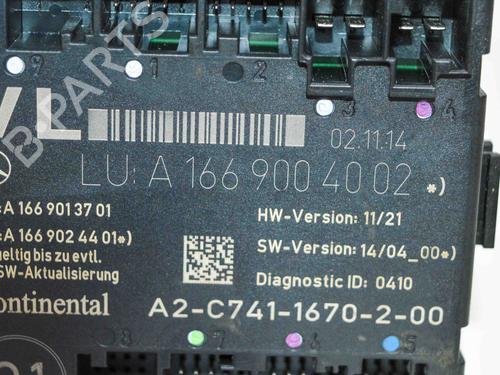 9 1 2 3 4
VL
02.11.14
LU: A 166 900 40 02 *)
: A 166 901 37 01
: A 166 902 44 01*)
HW-Version: 11/21
SW-Version: 14/04_00*)
Diagnostic ID: 0410
eltig bis zu evtl.
SW-Aktualisierung
ontinental
A2-C741-1670-2-00
8 7 6 5
B-PARTS